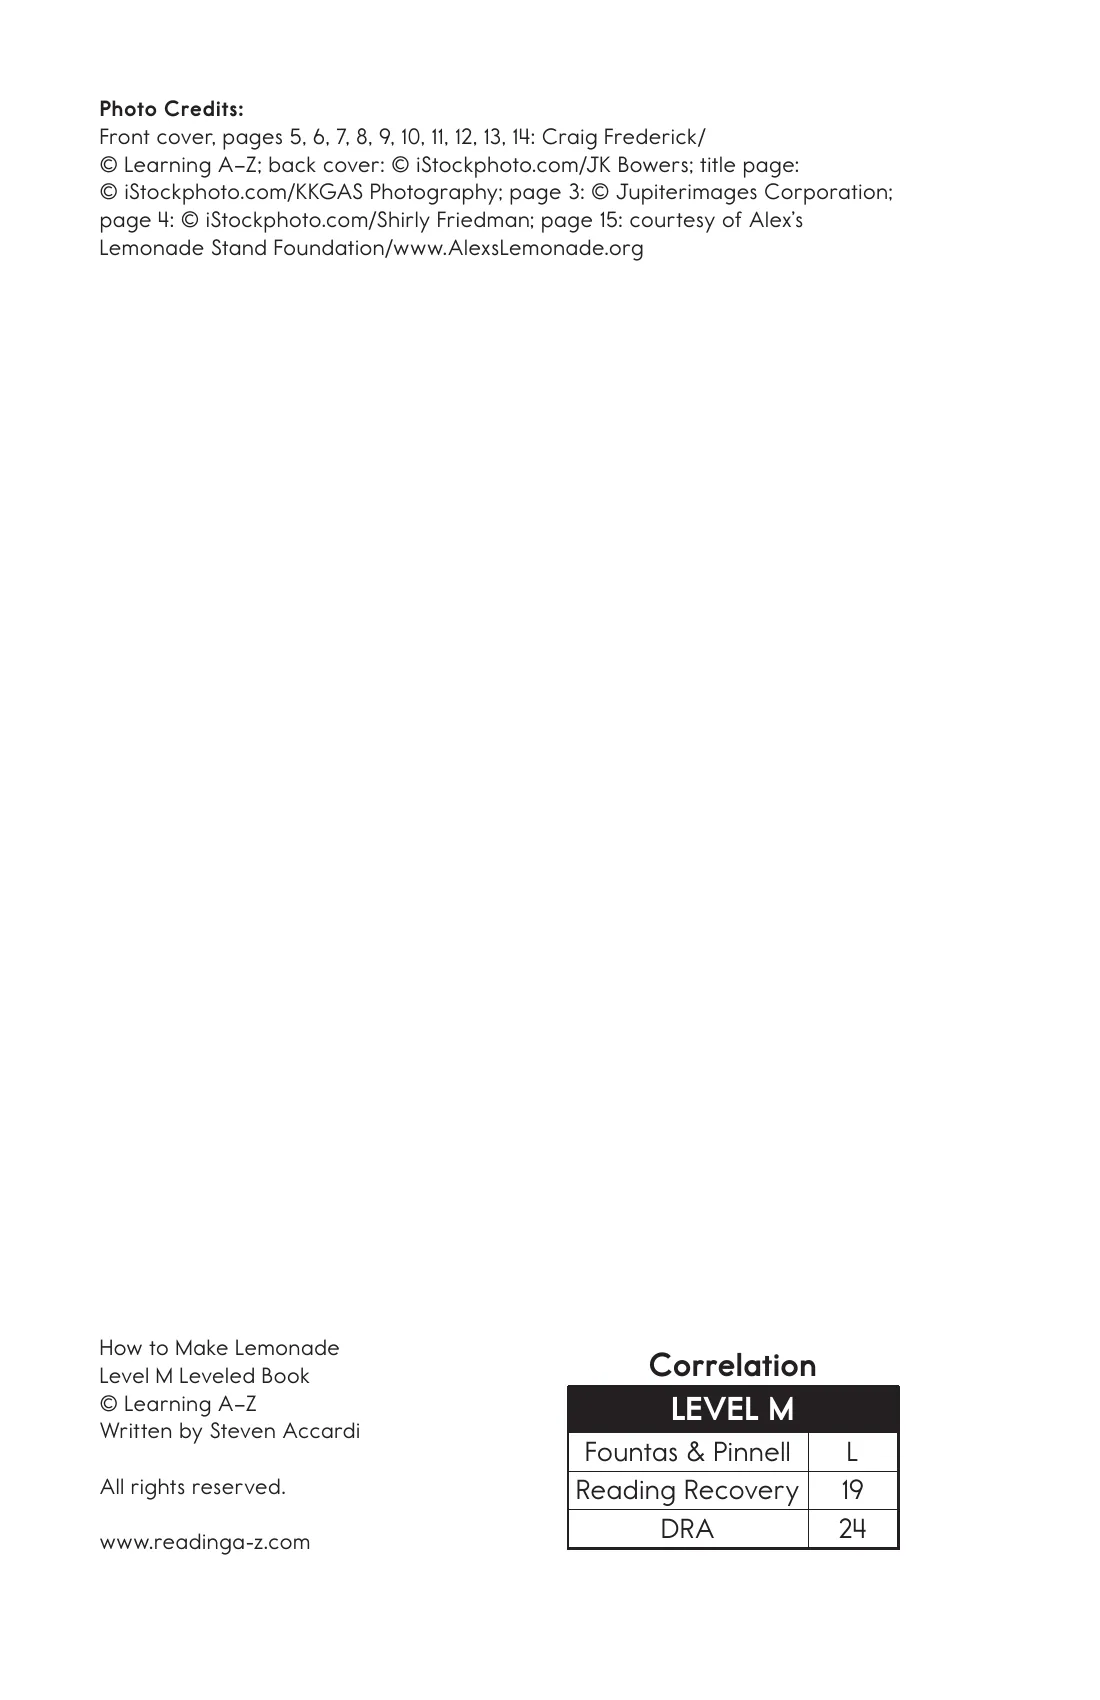 Photo Credits:
Front cover, pages 5, 6, 7, 8, 9, 10, 11, 12, 13, 14: Craig Frederick/
© Learning A–Z; back cover: © iStockphoto.com/JK Bowers; title page:
© iStockphoto.com/KKGAS Photography; page 3: © Jupiterimages Corporation;
page 4: © iStockphoto.com/Shirly Friedman; page 15: courtesy of Alex’s
Lemonade Stand Foundation/www.AlexsLemonade.org
How to Make Lemonade
Level M Leveled Book
© Learning A–Z
Written by Steven Accardi
All rights reserved.
www.readinga-z.com
Correlation
LEVEL M
Fountas & Pinnell L
Reading Recovery 19
DRA 24